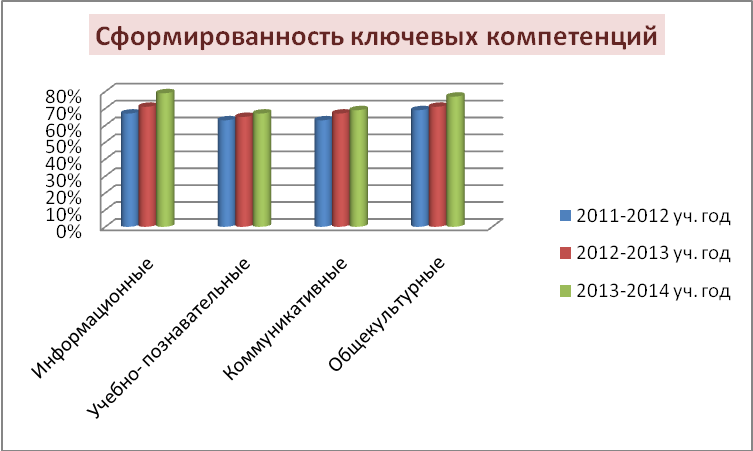 Сформированность ключевых компетенций
80%
70%
60%
50%
40%
30%
20%
10%
0%
Информационные
Учебно- познавательные
Коммуникативные
Общекультурные
2011-2012 уч. год
2012-2013 уч. год
2013-2014 уч. год